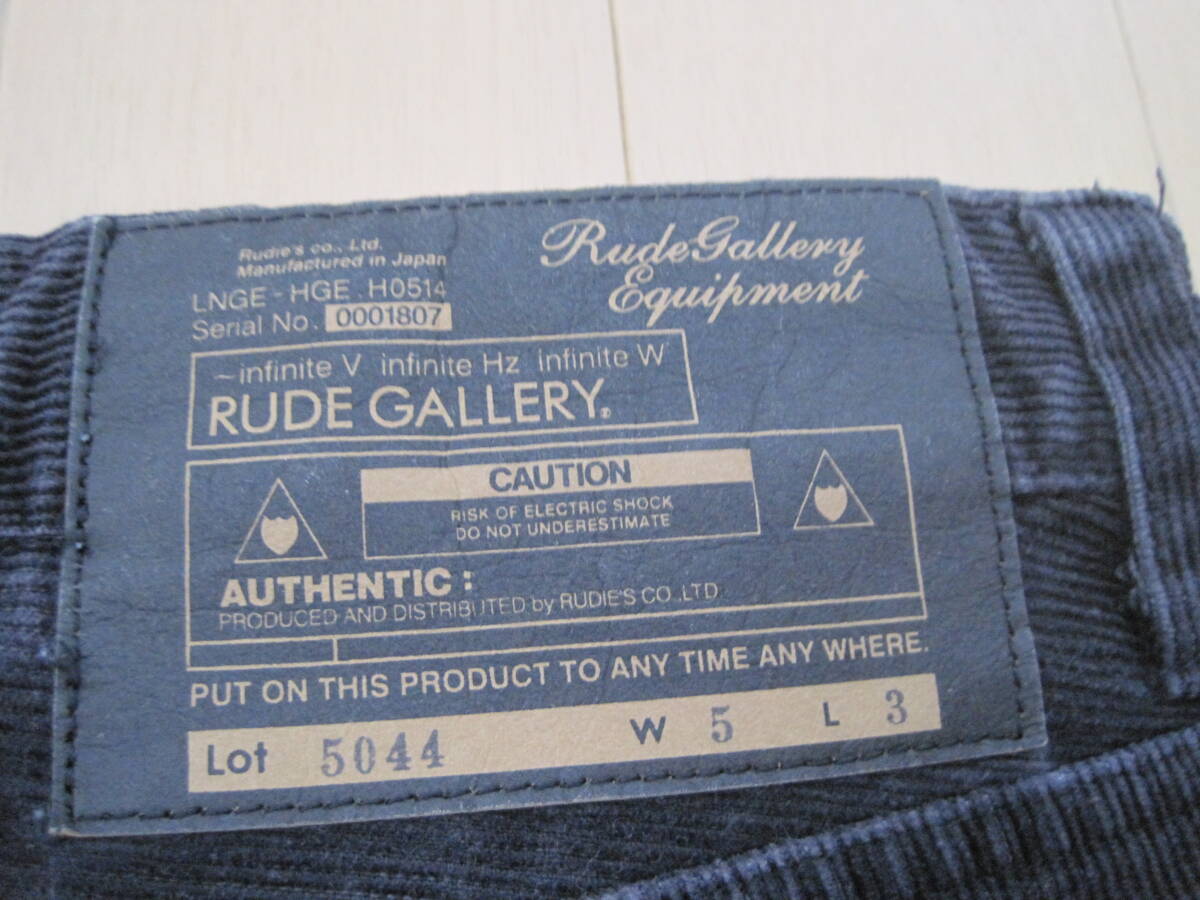 Rudie's co., Ltd.
Manufactured in Japan
LNGE-HGE H0514
Serial No. 0001807
Rude Gallery
Equipment
~infinite V infinite Hz infinite W
RUDE GALLERY
CAUTION
RISK OF ELECTRIC SHOCK
DO NOT UNDERESTIMATE
AUTHENTIC:
PRODUCED AND DISTRIBUTED by RUDIE'S CO.,LTD.
PUT ON THIS PRODUCT TO ANY TIME ANY WHERE.
Lot 5044 W 5 L 3